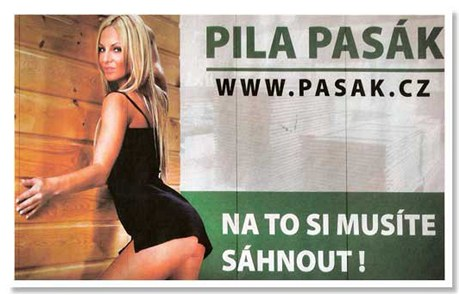 PILA PASÁK
WWW.PASAK.CZ
NA TO SI MUSÍTE
SÁHNOUT !